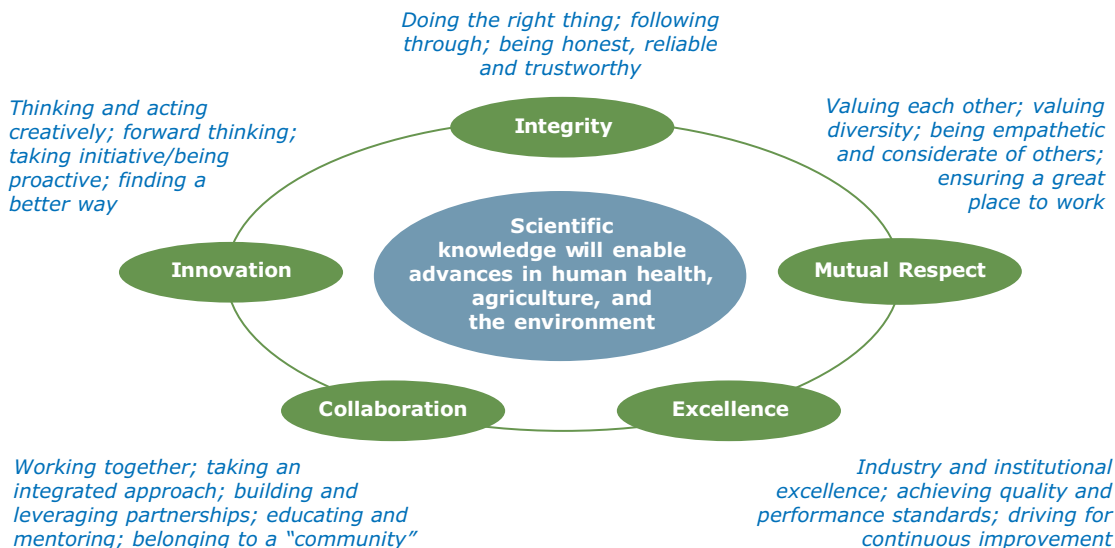 Doing the right thing; following
through; being honest, reliable
and trustworthy
Integrity
Thinking and acting
creatively; forward thinking;
taking initiative/being
proactive; finding a
better way
Innovation
Valuing each other; valuing
diversity; being empathetic
and considerate of others;
ensuring a great
place to work
Mutual Respect
Scientific
knowledge will enable
advances in human health,
agriculture, and
the environment
Collaboration
Working together; taking an
integrated approach; building and
leveraging partnerships; educating and
mentoring; belonging to a “community”
Excellence
Industry and institutional
excellence; achieving quality and
performance standards; driving for
continuous improvement